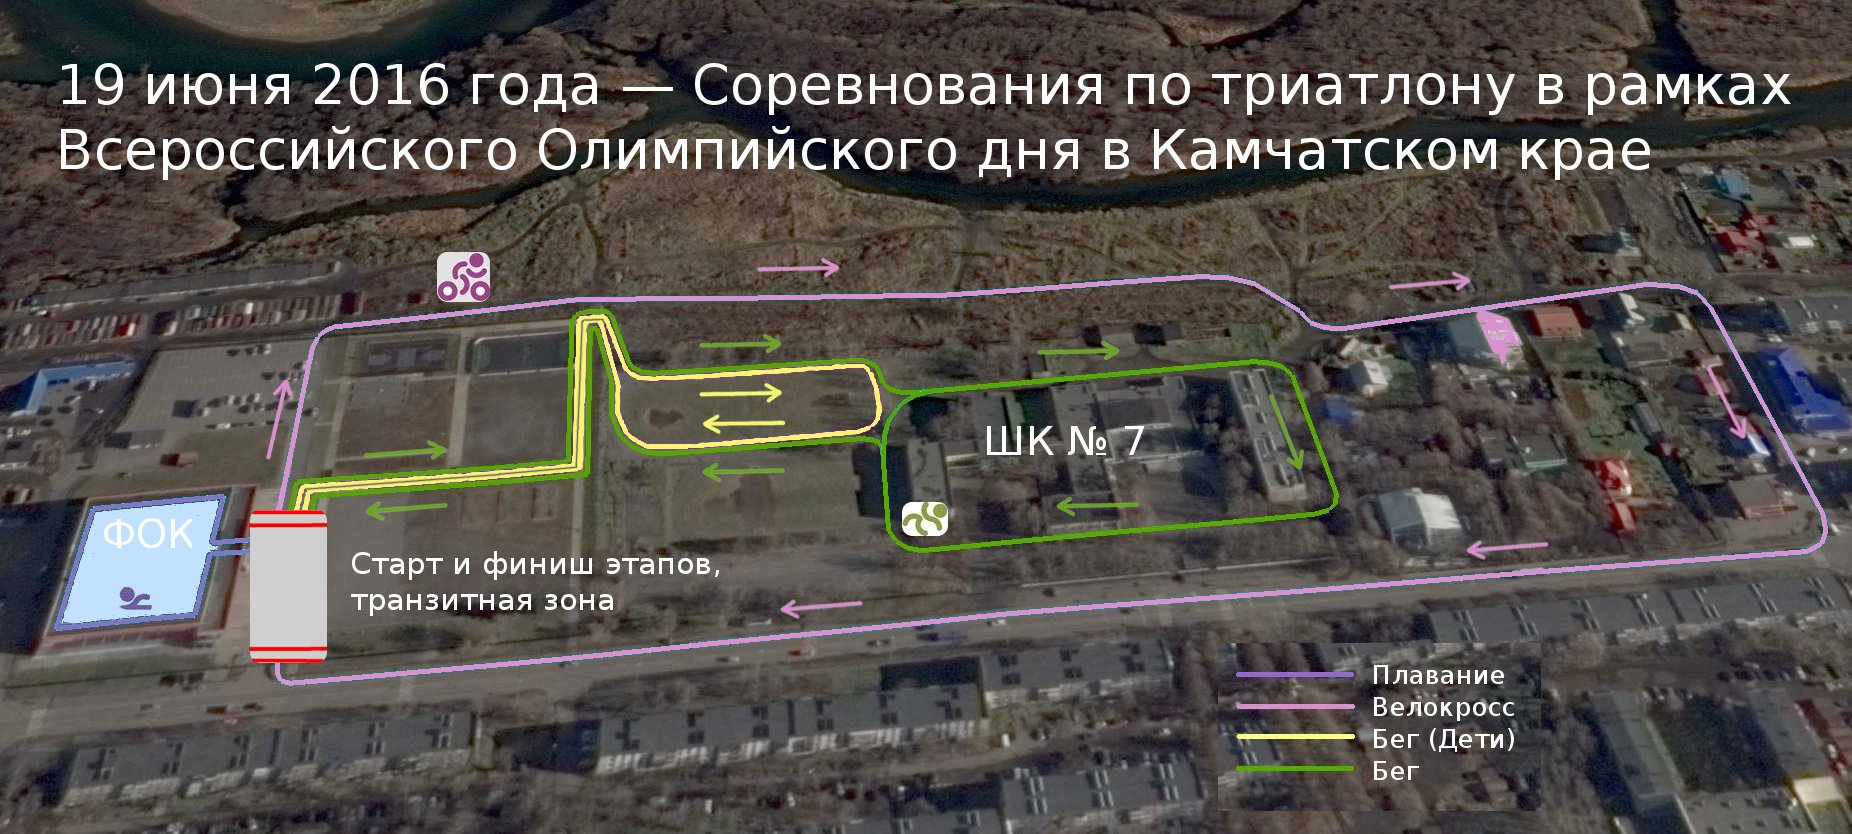 19 июня 2016 года — Соревнования по триатлону в рамках
Всероссийского Олимпийского дня в Камчатском крае
ШК № 7
ФОК
Старт и финиш этапов,
транзитная зона
Плавание
Велокросс
Бег (Дети)
Бег